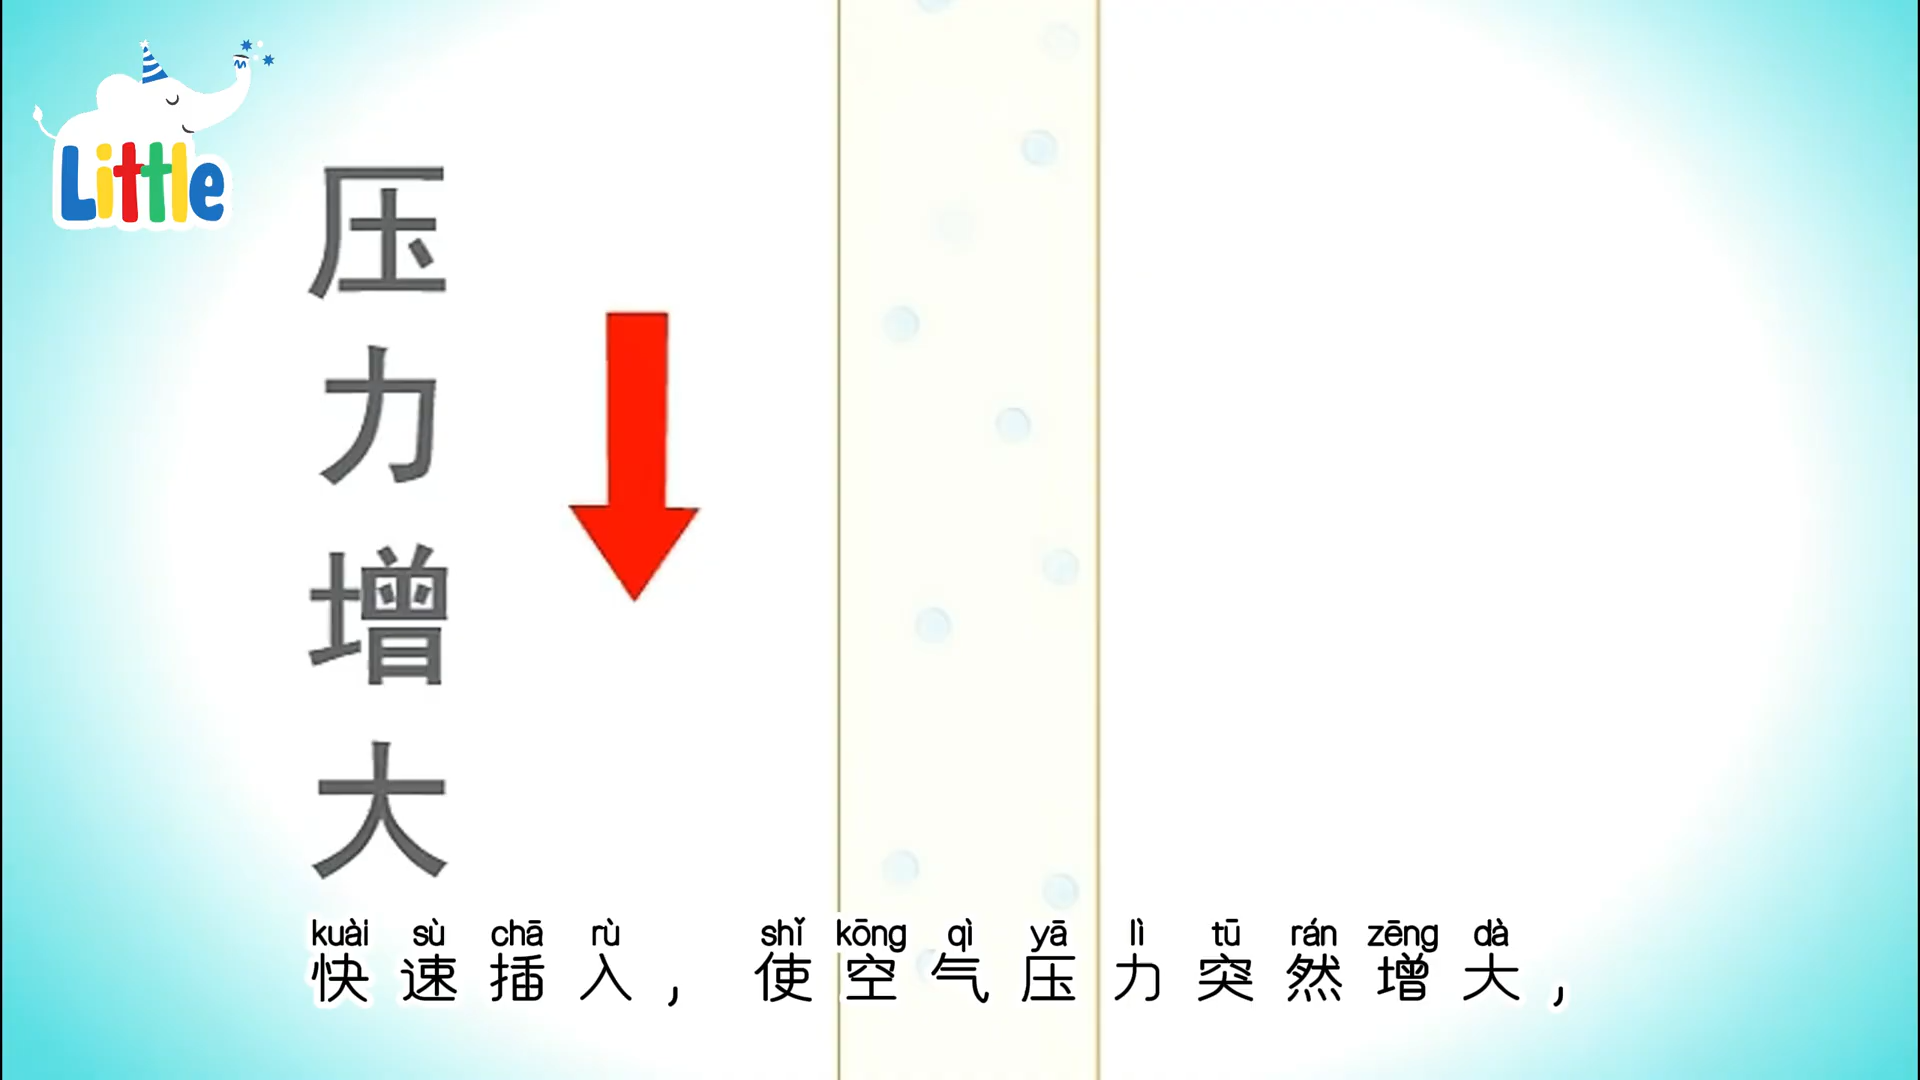 Little
压力增大
kuài sù chā rù shǐ kōng qì yā lì tū rán zēng dà
快速插入，使空气压力突然增大，